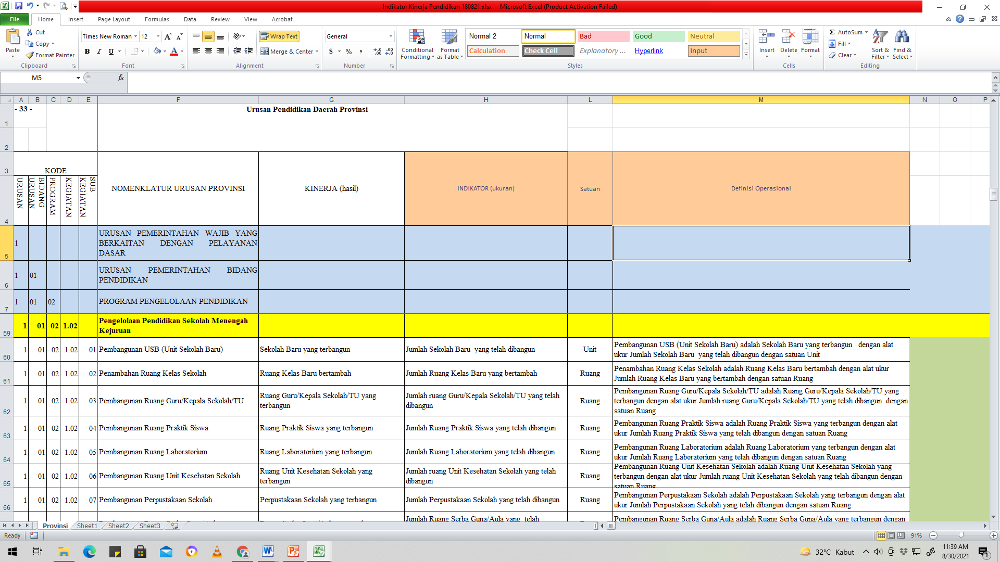 Indikator Kinerja Pendidikan 180821.xlsx - Microsoft Excel (Product Activation Failed)
File Home Insert Page Layout Formulas Data Review View Acrobat
Paste
Cut
Copy
Format Painter
Clipboard
Times New Roman 12
B I U
Font
Wrap Text
Merge & Center
Alignment
General
$ % ,
Number
Conditional Formatting
Format as Table
Normal 2 Normal Bad Good Neutral
Calculation Check Cell Explanatory ... Hyperlink Input
Styles
Insert Delete Format
Cells
AutoSum
Fill
Clear
Sort & Filter
Find & Select
Editing
M5 fx
A B C D E F G H L M N O P
1 - 33 - Urusan Pendidikan Daerah Provinsi
2
3 KODE
4 URUSAN BIDANG URUSAN PROGRAM KEGIATAN SUB KEGIATAN NOMENKLATUR URUSAN PROVINSI KINERJA (hasil) INDIKATOR (ukuran) Satuan Definisi Operasional
5 1 URUSAN PEMERINTAHAN WAJIB YANG BERKAITAN DENGAN PELAYANAN DASAR
6 1 01 URUSAN PEMERINTAHAN BIDANG PENDIDIKAN
7 1 01 02 PROGRAM PENGELOLAAN PENDIDIKAN
59 1 01 02 1.02 Pengelolaan Pendidikan Sekolah Menengah Kejuruan
60 1 01 02 1.02 01 Pembangunan USB (Unit Sekolah Baru) Sekolah Baru yang terbangun Jumlah Sekolah Baru yang telah dibangun Unit Pembangunan USB (Unit Sekolah Baru) adalah Sekolah Baru yang terbangun dengan alat ukur Jumlah Sekolah Baru yang telah dibangun dengan satuan Unit
61 1 01 02 1.02 02 Penambahan Ruang Kelas Sekolah Ruang Kelas Baru bertambah Jumlah Ruang Kelas Baru yang bertambah Ruang Penambahan Ruang Kelas Sekolah adalah Ruang Kelas Baru bertambah dengan alat ukur Jumlah Ruang Kelas Baru yang bertambah dengan satuan Ruang
62 1 01 02 1.02 03 Pembangunan Ruang Guru/Kepala Sekolah/TU Ruang Guru/Kepala Sekolah/TU yang terbangun Jumlah ruang Guru/Kepala Sekolah/TU yang telah dibangun Ruang Pembangunan Ruang Guru/Kepala Sekolah/TU adalah Ruang Guru/Kepala Sekolah/TU yang terbangun dengan alat ukur Jumlah ruang Guru/Kepala Sekolah/TU yang telah dibangun dengan satuan Ruang
63 1 01 02 1.02 04 Pembangunan Ruang Praktik Siswa Ruang Praktik Siswa yang terbangun Jumlah Ruang Praktik Siswa yang telah dibangun Ruang Pembangunan Ruang Praktik Siswa adalah Ruang Praktik Siswa yang terbangun dengan alat ukur Jumlah Ruang Praktik Siswa yang telah dibangun dengan satuan Ruang
64 1 01 02 1.02 05 Pembangunan Ruang Laboratorium Ruang Laboratorium yang terbangun Jumlah Ruang Laboratorium yang telah dibangun Ruang Pembangunan Ruang Laboratorium adalah Ruang Laboratorium yang terbangun dengan alat ukur Jumlah Ruang Laboratorium yang telah dibangun dengan satuan Ruang
65 1 01 02 1.02 06 Pembangunan Ruang Unit Kesehatan Sekolah Ruang Unit Kesehatan Sekolah yang terbangun Jumlah ruang Unit Kesehatan Sekolah yang telah dibangun Ruang Pembangunan Ruang Unit Kesehatan Sekolah adalah Ruang Unit Kesehatan Sekolah yang terbangun dengan alat ukur Jumlah ruang Unit Kesehatan Sekolah yang telah dibangun dengan satuan Ruang
66 1 01 02 1.02 07 Pembangunan Perpustakaan Sekolah Perpustakaan Sekolah yang terbangun Jumlah Perpustakaan Sekolah yang telah dibangun Ruang Pembangunan Perpustakaan Sekolah adalah Perpustakaan Sekolah yang terbangun dengan alat ukur Jumlah Perpustakaan Sekolah yang telah dibangun dengan satuan Ruang
Jumlah Ruang Serba Guna/Aula yang telah Pembangunan Ruang Serba Guna/Aula adalah Ruang Serba Guna/Aula yang terbangun dengan
Provinsi Sheet1 Sheet2 Sheet3
Ready 91%
32°C Kabut 11:39 AM
8/30/2021 1